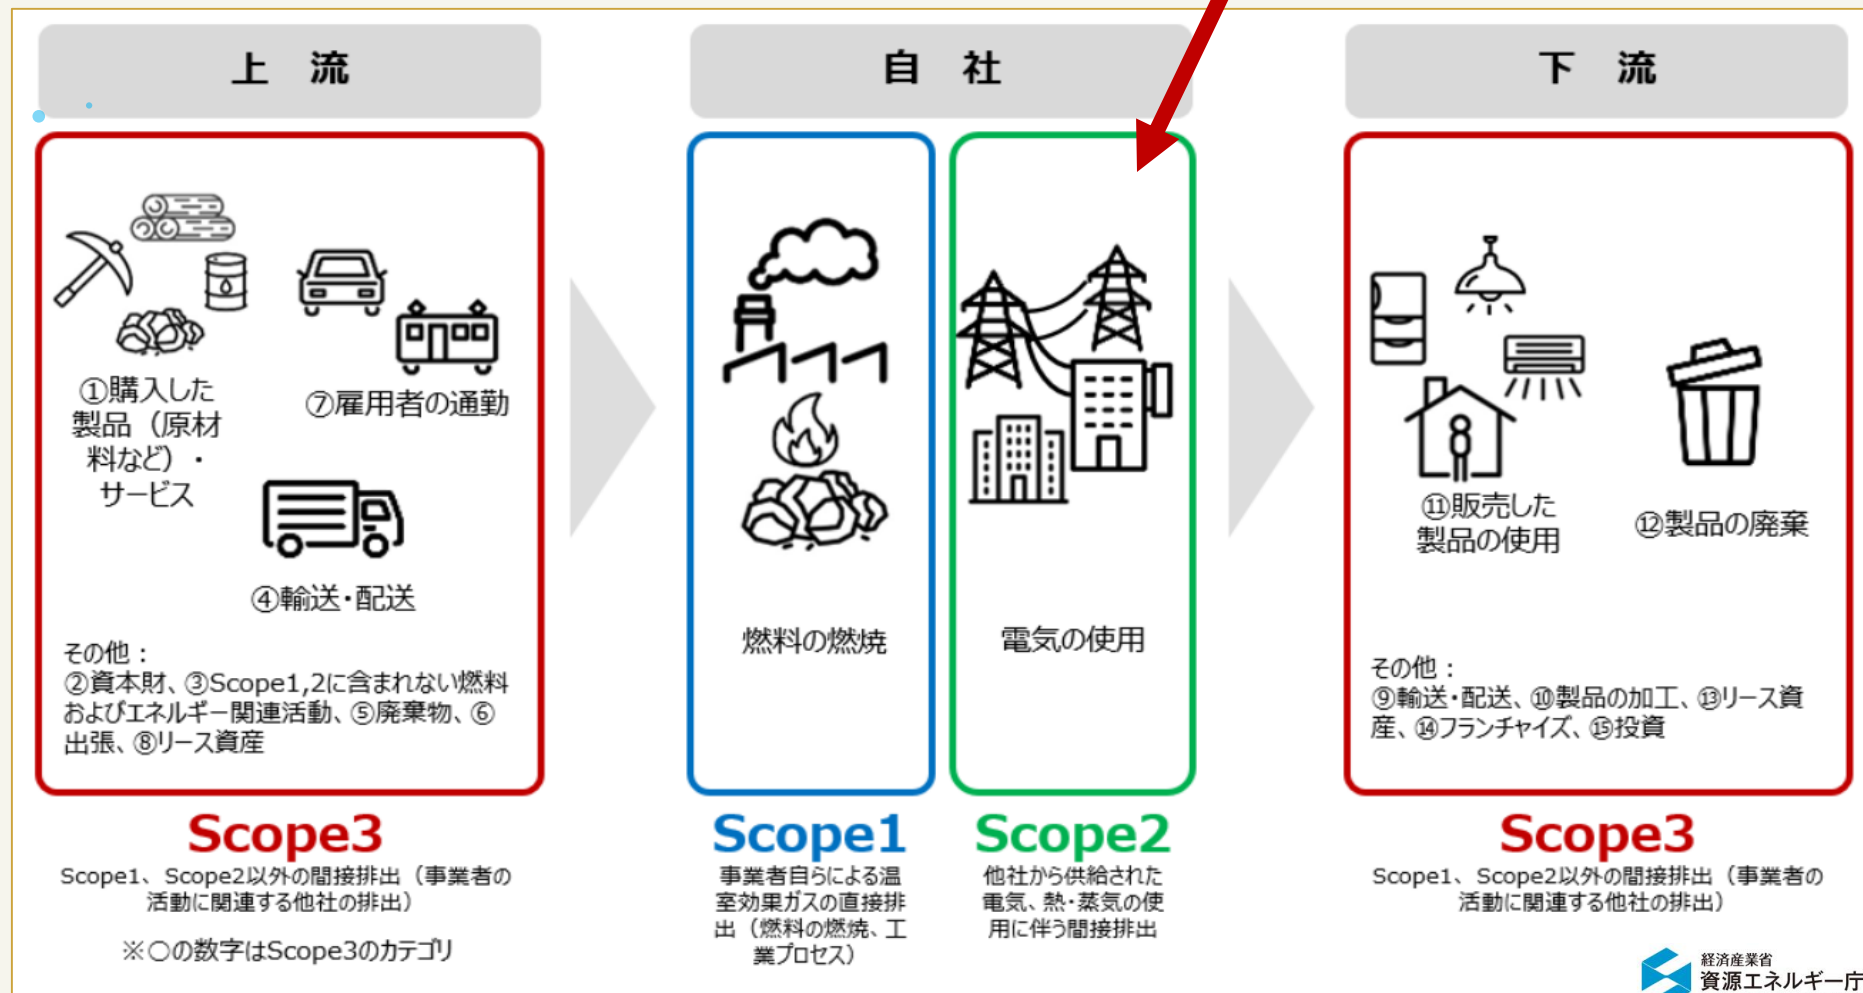 上 流
①購入した
製品（原材
料など）・
サービス
⑦雇用者の通勤
④輸送・配送
その他：
②資本財、③Scope1,2に含まれない燃料
およびエネルギー関連活動、⑤廃棄物、⑥
出張、⑧リース資産
Scope3
Scope1、Scope2以外の間接排出（事業者の
活動に関連する他社の排出）
※○の数字はScope3のカテゴリ
自 社
燃料の燃焼
Scope1
事業者自らによる温
室効果ガスの直接排
出（燃料の燃焼、工
業プロセス）
電気の使用
Scope2
他社から供給された
電気、熱・蒸気の使
用に伴う間接排出
下 流
⑪販売した
製品の使用
⑫製品の廃棄
その他：
⑨輸送・配送、⑩製品の加工、⑬リース資
産、⑭フランチャイズ、⑮投資
Scope3
Scope1、Scope2以外の間接排出（事業者の
活動に関連する他社の排出）
経済産業省
資源エネルギー庁